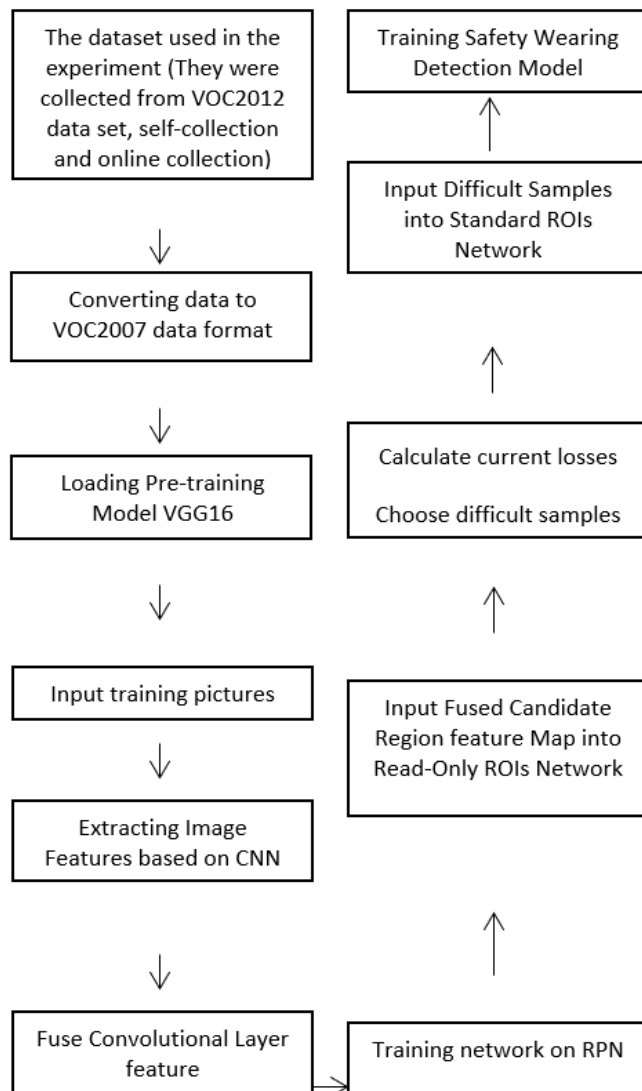 The dataset used in the
experiment (They were
collected from VOC2012
data set, self-collection
and online collection)
Converting data to
VOC2007 data format
Loading Pre-training
Model VGG16
Input training pictures
Extracting Image
Features based on CNN
Fuse Convolutional Layer
feature
Training network on RPN
Input Fused Candidate
Region feature Map into
Read-Only ROIs Network
Calculate current losses
Choose difficult samples
Input Difficult Samples
into Standard ROIs
Network
Training Safety Wearing
Detection Model